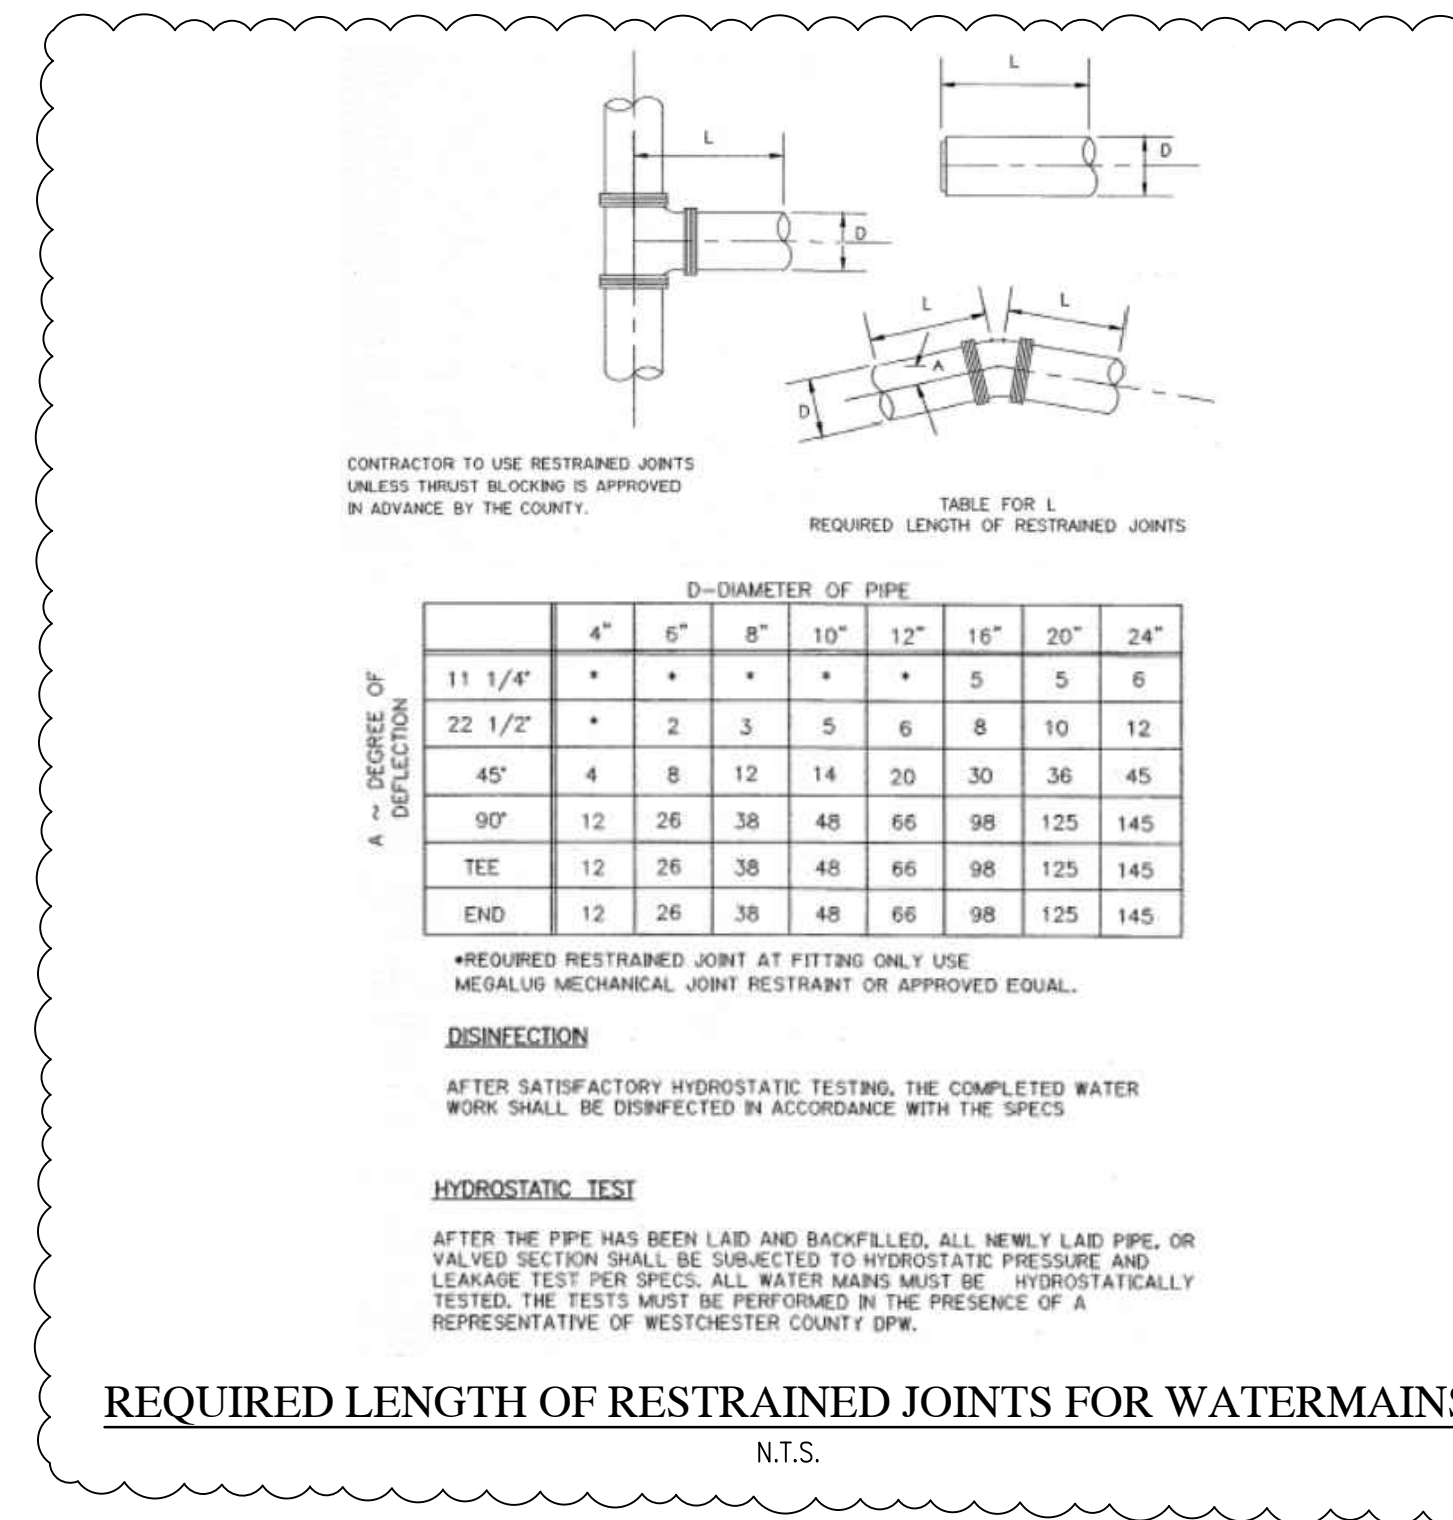 L
D
L
D
L
L
A
D
CONTRACTOR TO USE RESTRAINED JOINTS
UNLESS THRUST BLOCKING IS APPROVED
IN ADVANCE BY THE COUNTY.
TABLE FOR L
REQUIRED LENGTH OF RESTRAINED JOINTS
D-DIAMETER OF PIPE
A ~ DEGREE OF
DEFLECTION
4" 6" 8" 10" 12" 16" 20" 24"
11 1/4° * * * * * 5 5 6
22 1/2° * 2 3 5 6 8 10 12
45° 4 8 12 14 20 30 36 45
90° 12 26 38 48 66 98 125 145
TEE 12 26 38 48 66 98 125 145
END 12 26 38 48 66 98 125 145
*REQUIRED RESTRAINED JOINT AT FITTING ONLY USE
MEGALUG MECHANICAL JOINT RESTRAINT OR APPROVED EQUAL.
DISINFECTION
AFTER SATISFACTORY HYDROSTATIC TESTING, THE COMPLETED WATER
WORK SHALL BE DISINFECTED IN ACCORDANCE WITH THE SPECS
HYDROSTATIC TEST
AFTER THE PIPE HAS BEEN LAID AND BACKFILLED, ALL NEWLY LAID PIPE, OR
VALVED SECTION SHALL BE SUBJECTED TO HYDROSTATIC PRESSURE AND
LEAKAGE TEST PER SPECS. ALL WATER MAINS MUST BE HYDROSTATICALLY
TESTED. THE TESTS MUST BE PERFORMED IN THE PRESENCE OF A
REPRESENTATIVE OF WESTCHESTER COUNTY DPW.
REQUIRED LENGTH OF RESTRAINED JOINTS FOR WATERMAINS
N.T.S.